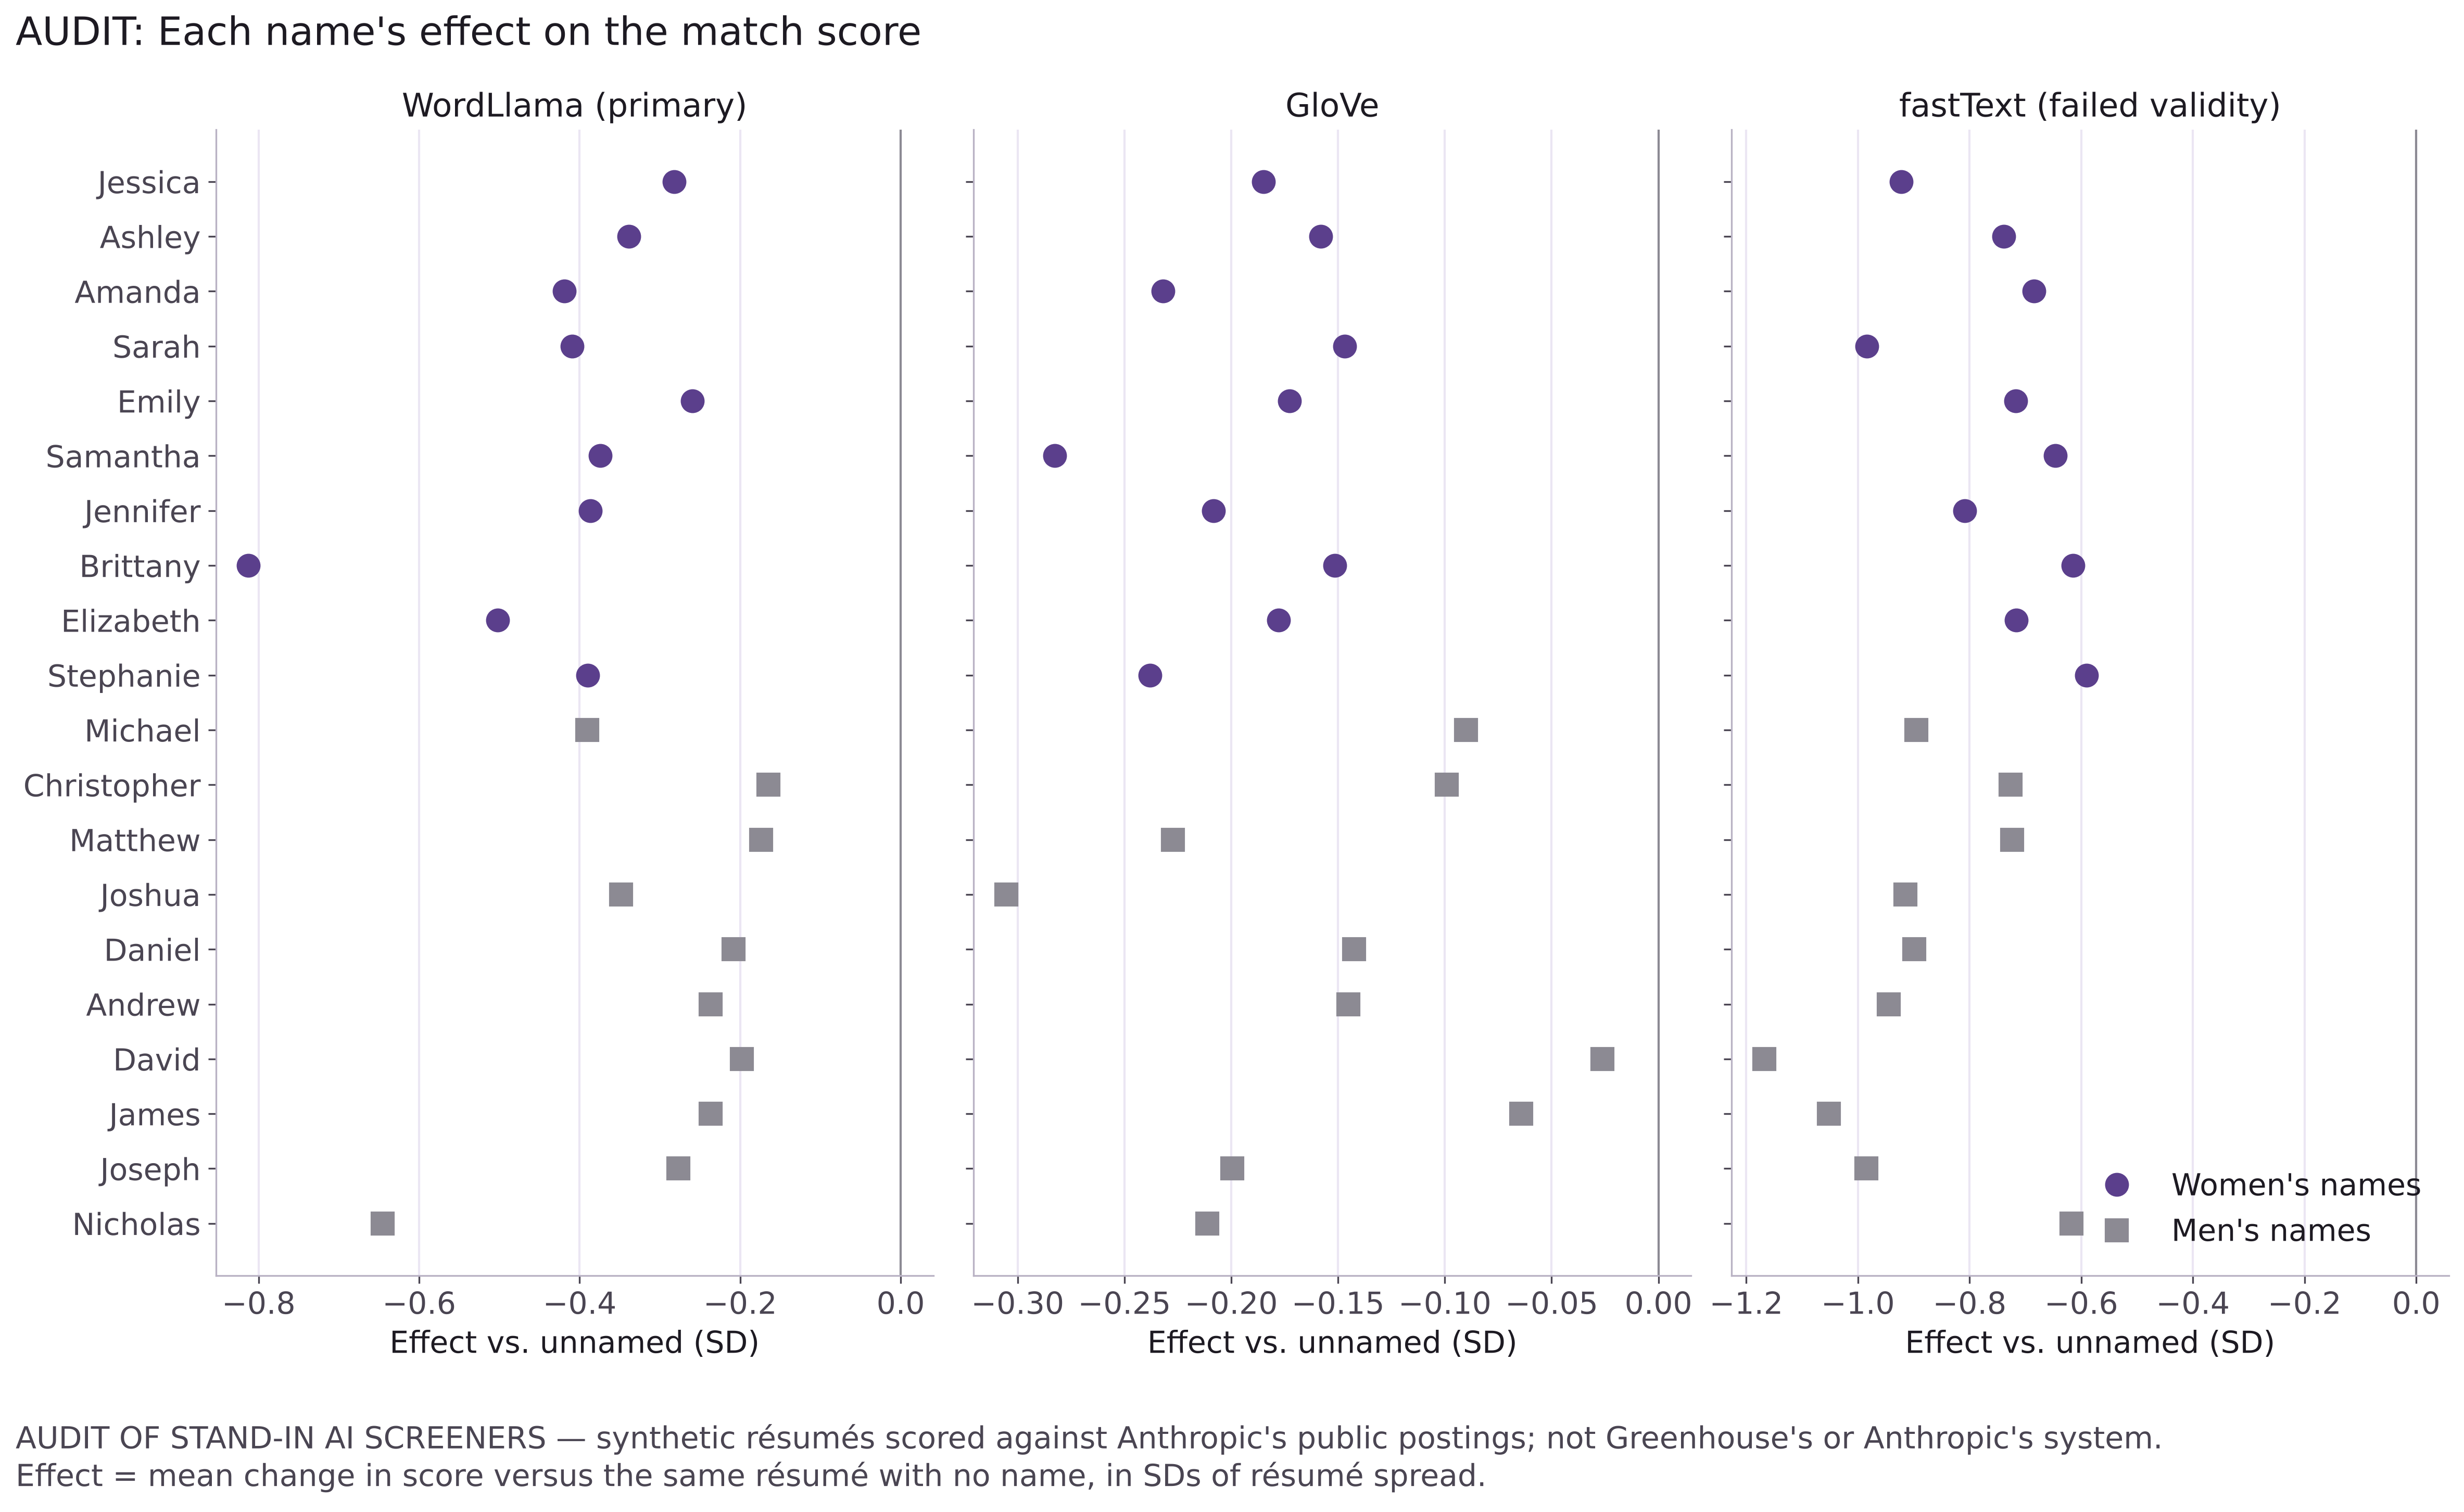 AUDIT: Each name's effect on the match score
WordLlama (primary)
GloVe
fastText (failed validity)
Jessica
Ashley
Amanda
Sarah
Emily
Samantha
Jennifer
Brittany
Elizabeth
Stephanie
Michael
Christopher
Matthew
Joshua
Daniel
Andrew
David
James
Joseph
Nicholas
Women's names
Men's names
−0.8 −0.6 −0.4 −0.2 0.0
−0.30 −0.25 −0.20 −0.15 −0.10 −0.05 0.00
−1.2 −1.0 −0.8 −0.6 −0.4 −0.2 0.0
Effect vs. unnamed (SD)
Effect vs. unnamed (SD)
Effect vs. unnamed (SD)
AUDIT OF STAND-IN AI SCREENERS — synthetic résumés scored against Anthropic's public postings; not Greenhouse's or Anthropic's system.
Effect = mean change in score versus the same résumé with no name, in SDs of résumé spread.